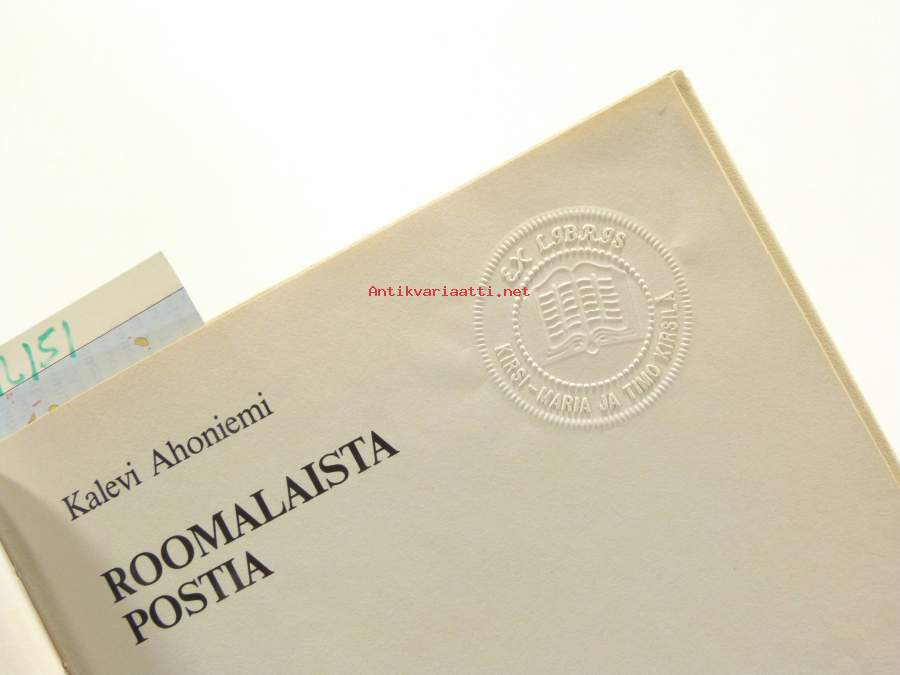 EX LIBRIS
KIRSI-MARIA JA TIMO KIRSILÄ
Antikvariaatti.net
Kalevi Ahoniemi
ROOMALAISTA
POSTIA